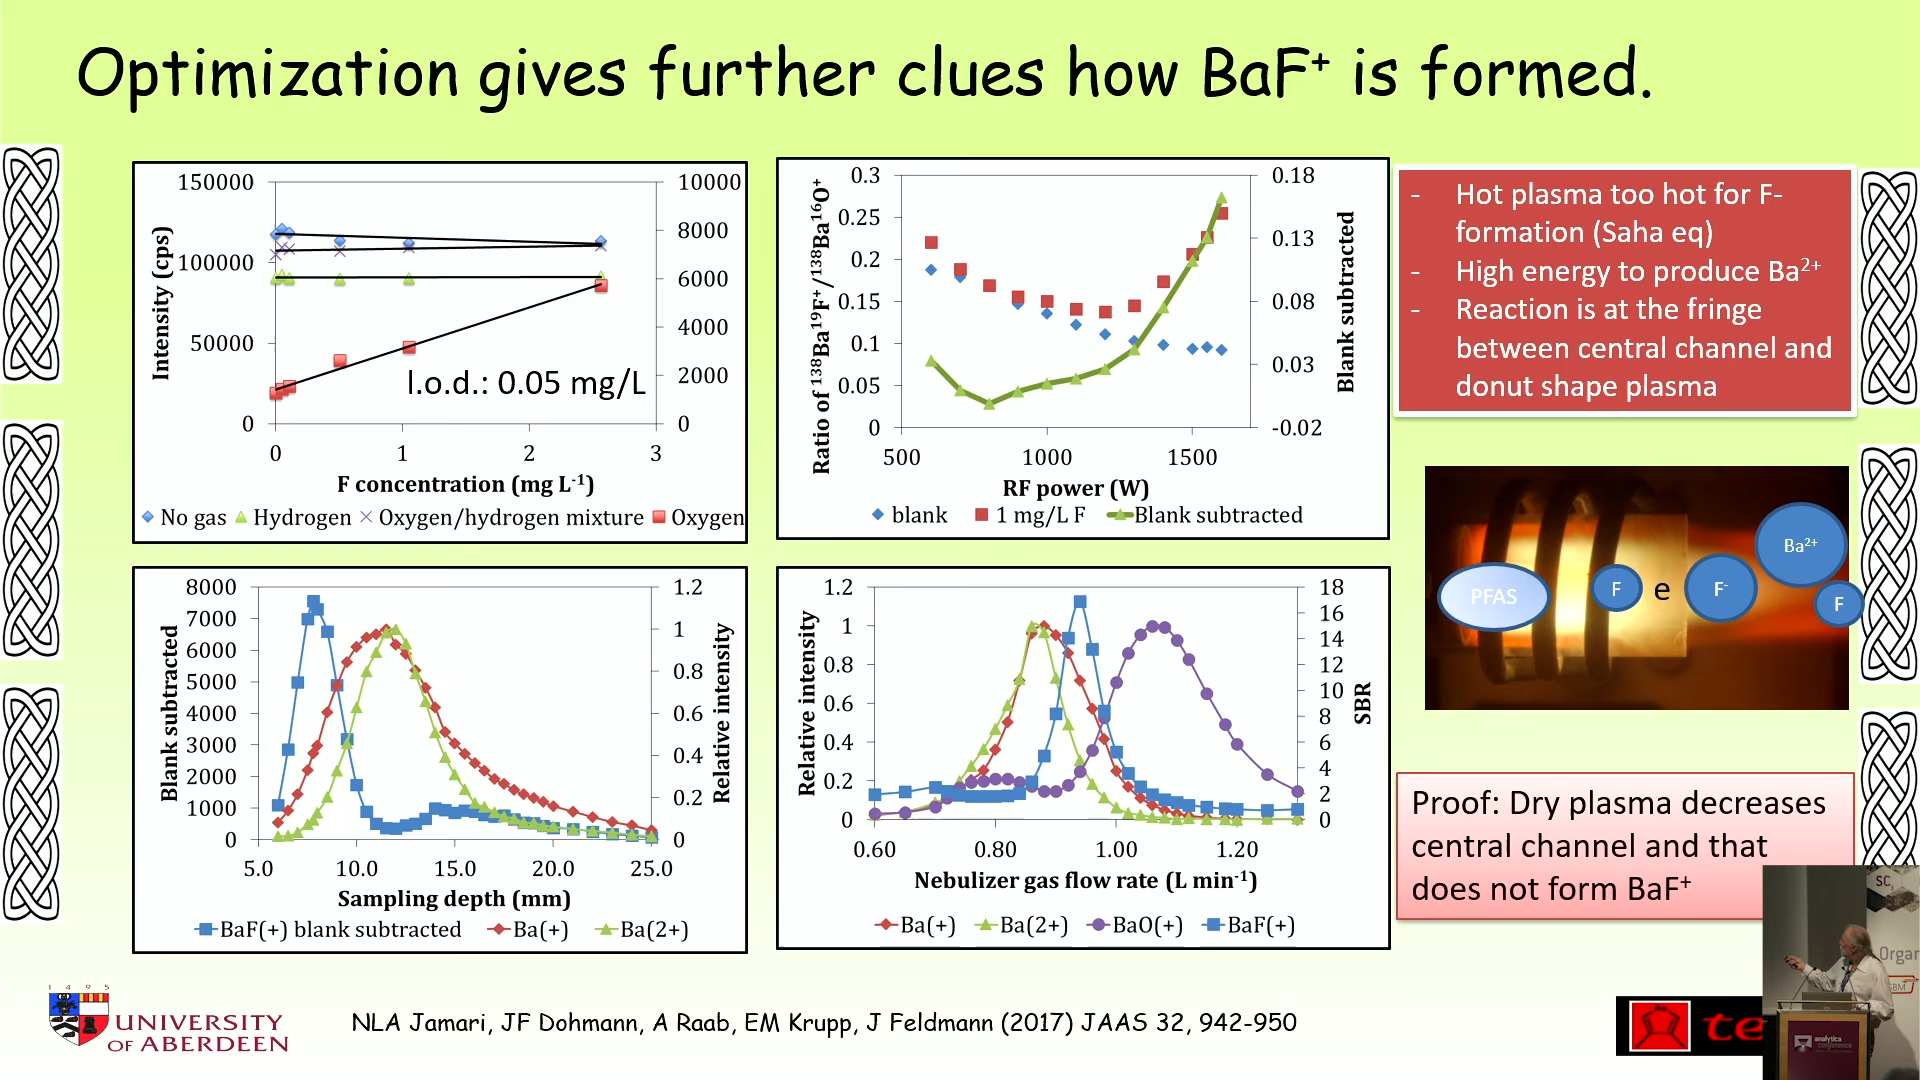 Optimization gives further clues how BaF⁺ is formed.
150000
100000
50000
0
10000
8000
6000
4000
2000
0
Intensity (cps)
l.o.d.: 0.05 mg/L
0 1 2 3
F concentration (mg L⁻¹)
No gas Hydrogen Oxygen/hydrogen mixture Oxygen
0.3
0.25
0.2
0.15
0.1
0.05
0
0.18
0.13
0.08
0.03
-0.02
Ratio of ¹³⁸Ba¹⁹F⁺/¹³⁸Ba¹⁶O⁺
Blank subtracted
500 1000 1500
RF power (W)
blank 1 mg/L F Blank subtracted
- Hot plasma too hot for F-
formation (Saha eq)
- High energy to produce Ba²⁺
- Reaction is at the fringe
between central channel and
donut shape plasma
PFAS
F
e
F⁻
Ba²⁺
F
8000
7000
6000
5000
4000
3000
2000
1000
0
1.2
1
0.8
0.6
0.4
0.2
0
Blank subtracted
Relative intensity
5.0 10.0 15.0 20.0 25.0
Sampling depth (mm)
BaF(+) blank subtracted Ba(+) Ba(2+)
1.2
1
0.8
0.6
0.4
0.2
0
18
16
14
12
10
8
6
4
2
0
Relative intensity
SBR
0.60 0.80 1.00 1.20
Nebulizer gas flow rate (L min⁻¹)
Ba(+) Ba(2+) BaO(+) BaF(+)
Proof: Dry plasma decreases
central channel and that
does not form BaF⁺
1 4 9 5
UNIVERSITY
OF ABERDEEN
NLA Jamari, JF Dohmann, A Raab, EM Krupp, J Feldmann (2017) JAAS 32, 942-950
te
SC
Organ
analytica
conference